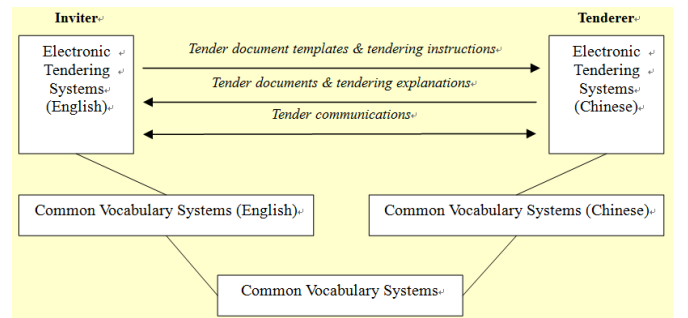 Inviter
Tenderer
Electronic
Tendering
Systems
(English)
Tender document templates & tendering instructions
Tender documents & tendering explanations
Tender communications
Electronic
Tendering
Systems
(Chinese)
Common Vocabulary Systems (English)
Common Vocabulary Systems (Chinese)
Common Vocabulary Systems